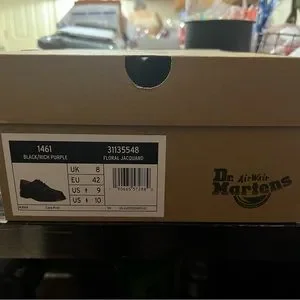 1461
31135548
BLACK/RICH PURPLE
FLORAL JACQUARD
UK 8
EU 42
US 9
US 10
Dr.
AirWair
Martens